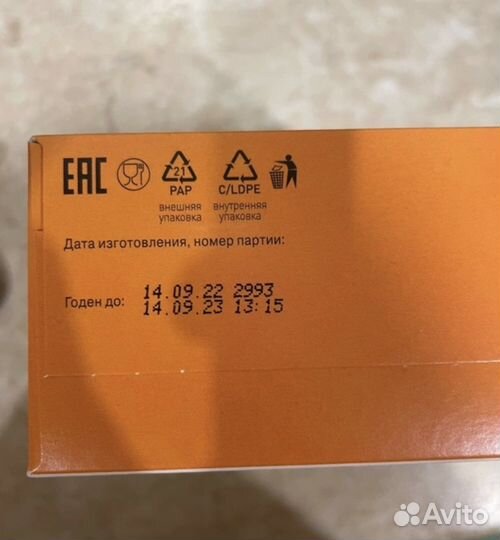 EAC
21
PAP
C/LDPE
внешняя
упаковка
внутренняя
упаковка
Дата изготовления, номер партии:
14.09.22 2993
Годен до: 14.09.23 13:15
Avito